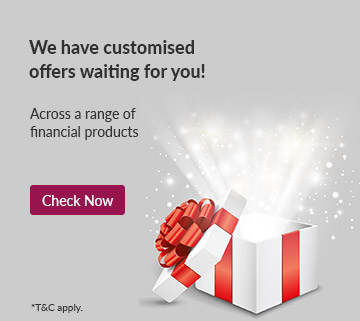 We have customised
offers waiting for you!
Across a range of
financial products
Check Now
*T&C apply.